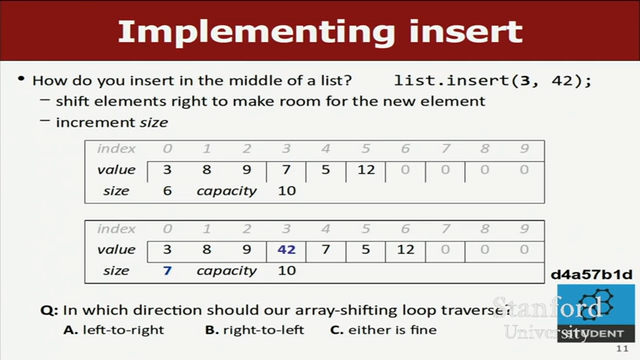 Implementing insert
• How do you insert in the middle of a list? list.insert(3, 42);
– shift elements right to make room for the new element
– increment size
index 0 1 2 3 4 5 6 7 8 9
value 3 8 9 7 5 12 0 0 0 0
size 6 capacity 10
index 0 1 2 3 4 5 6 7 8 9
value 3 8 9 42 7 5 12 0 0 0
size 7 capacity 10
d4a57b1d
Q: In which direction should our array-shifting loop traverse?
A. left-to-right B. right-to-left C. either is fine
Stanford
University
STUDENT
11